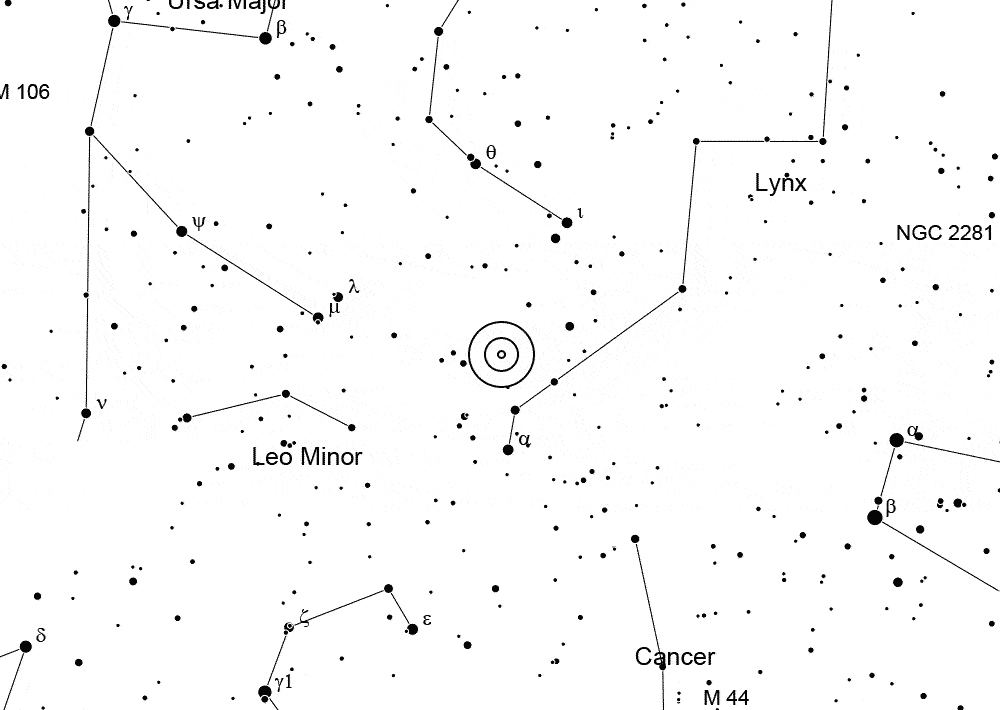 Ursa Major
γ
β
M 106
θ
Lynx
ι
ψ
NGC 2281
λ
μ
ν
α
α
Leo Minor
β
ζ
ε
δ
Cancer
γ1
M 44